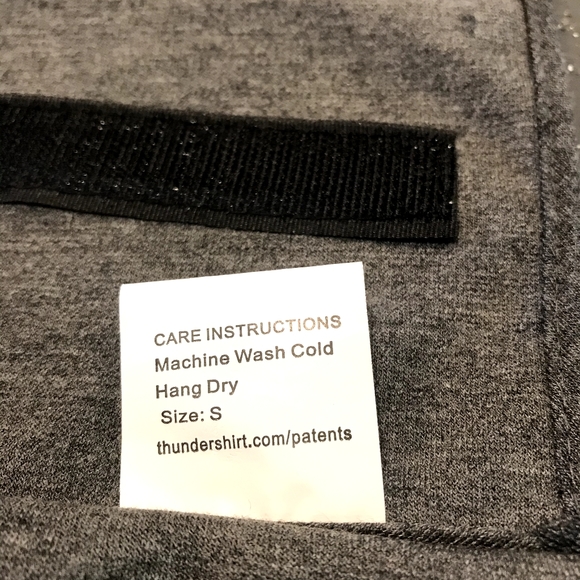 CARE INSTRUCTIONS
Machine Wash Cold
Hang Dry
Size: S
thundershirt.com/patents